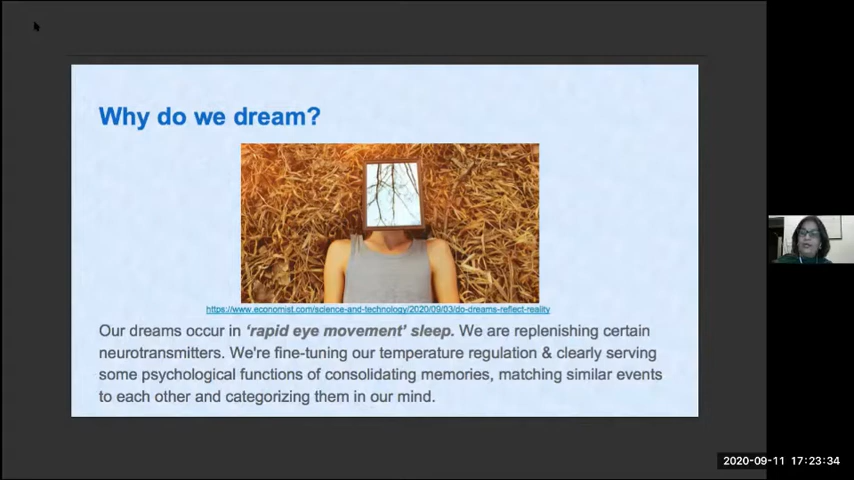 Why do we dream?
https://www.economist.com/science-and-technology/2020/09/03/do-dreams-reflect-reality
Our dreams occur in ‘rapid eye movement’ sleep. We are replenishing certain
neurotransmitters. We're fine-tuning our temperature regulation & clearly serving
some psychological functions of consolidating memories, matching similar events
to each other and categorizing them in our mind.
2020-09-11 17:23:34